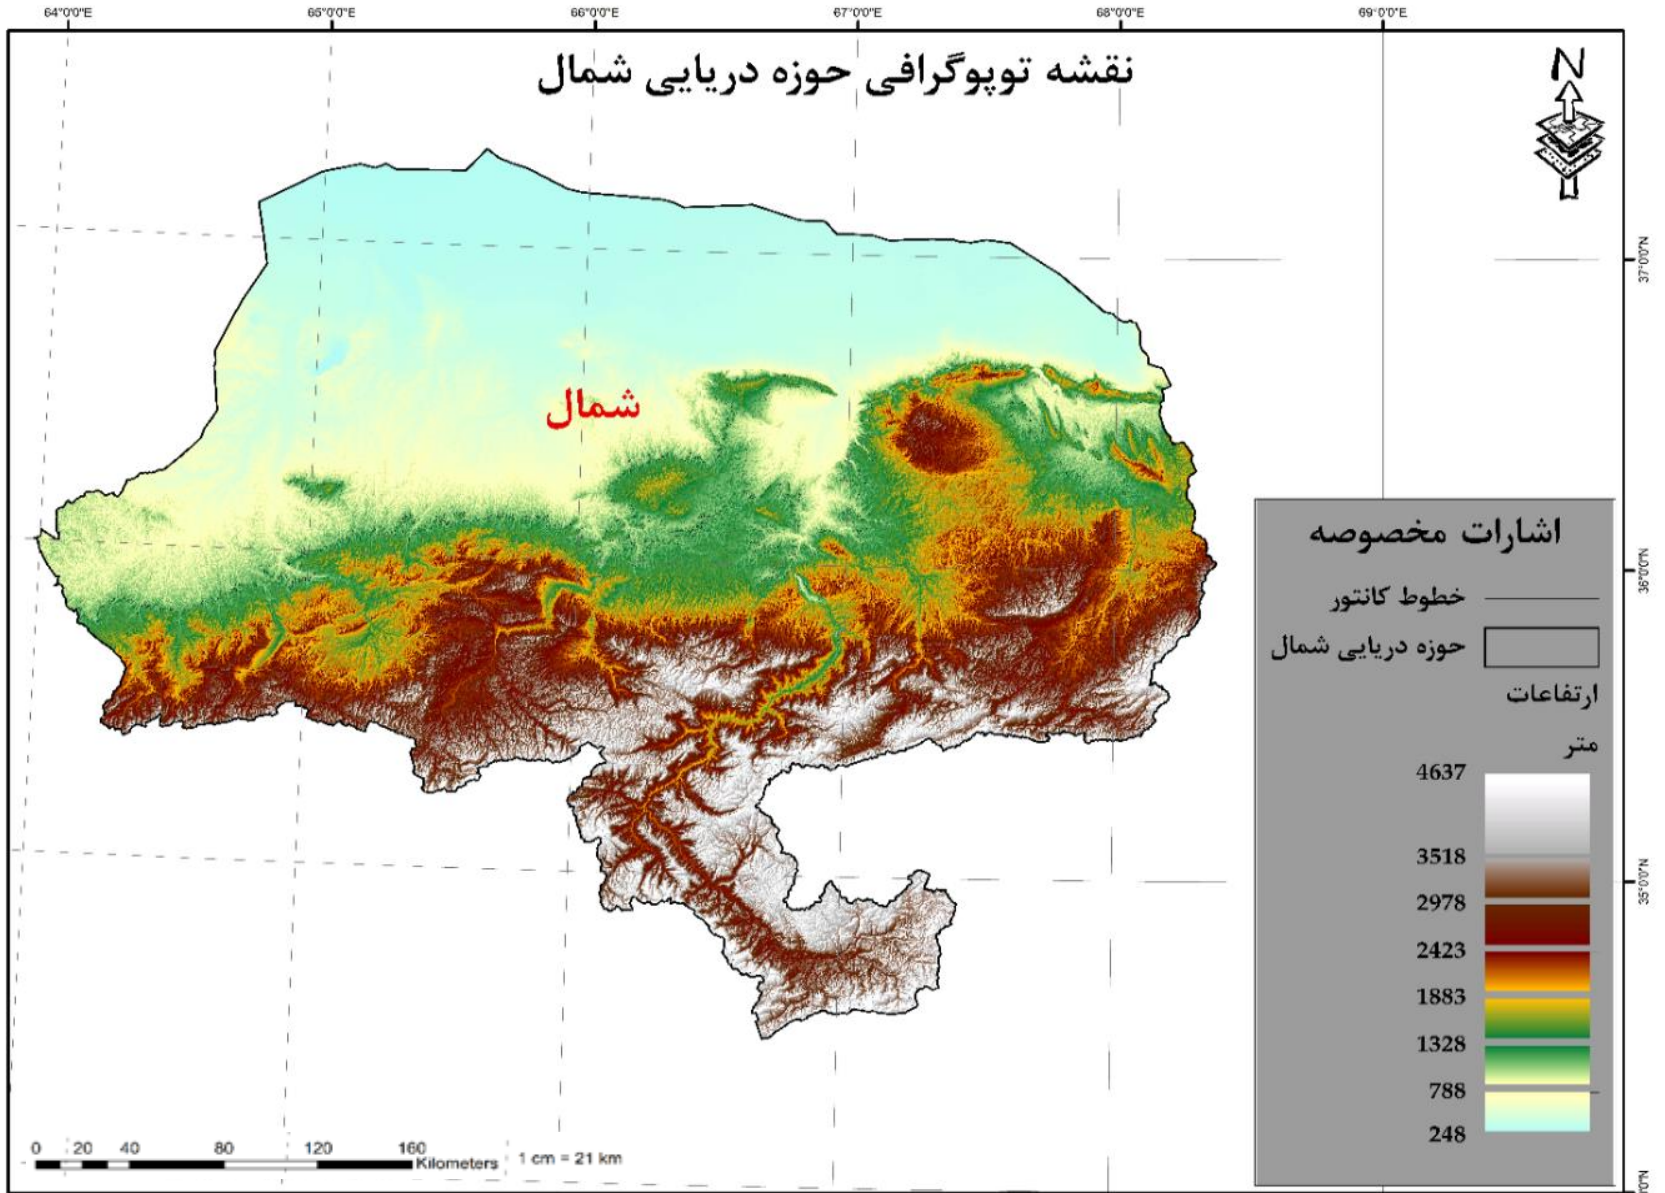 64°0'0"E 65°0'0"E 66°0'0"E 67°0'0"E 68°0'0"E 69°0'0"E
نقشه توپوگرافی حوزه دریایی شمال
N
37°0'0"N
شمال
اشارات مخصوصه
36°0'0"N
خطوط کانتور
حوزه دریایی شمال
ارتفاعات
متر
4637
3518
35°0'0"N
2978
2423
1883
1328
788
248
0 20 40 80 120 160
Kilometers
1 cm = 21 km